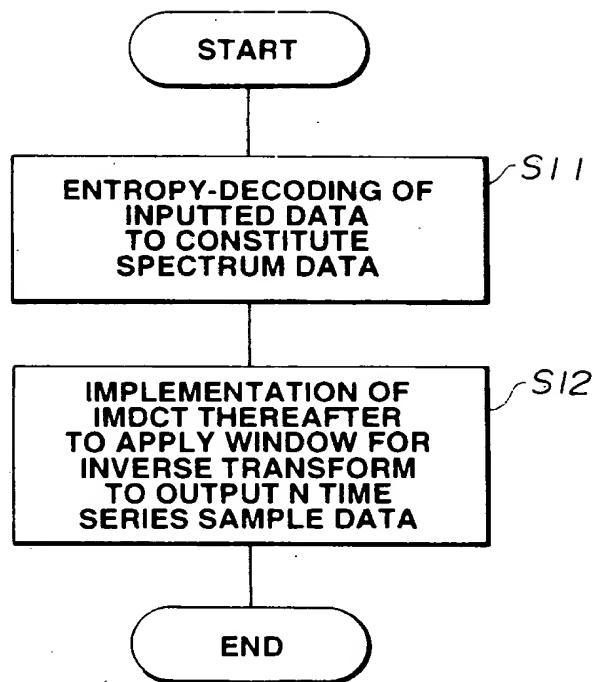 START
S11
ENTROPY-DECODING OF
INPUTTED DATA
TO CONSTITUTE
SPECTRUM DATA
S12
IMPLEMENTATION OF
IMDCT THEREAFTER
TO APPLY WINDOW FOR
INVERSE TRANSFORM
TO OUTPUT N TIME
SERIES SAMPLE DATA
END